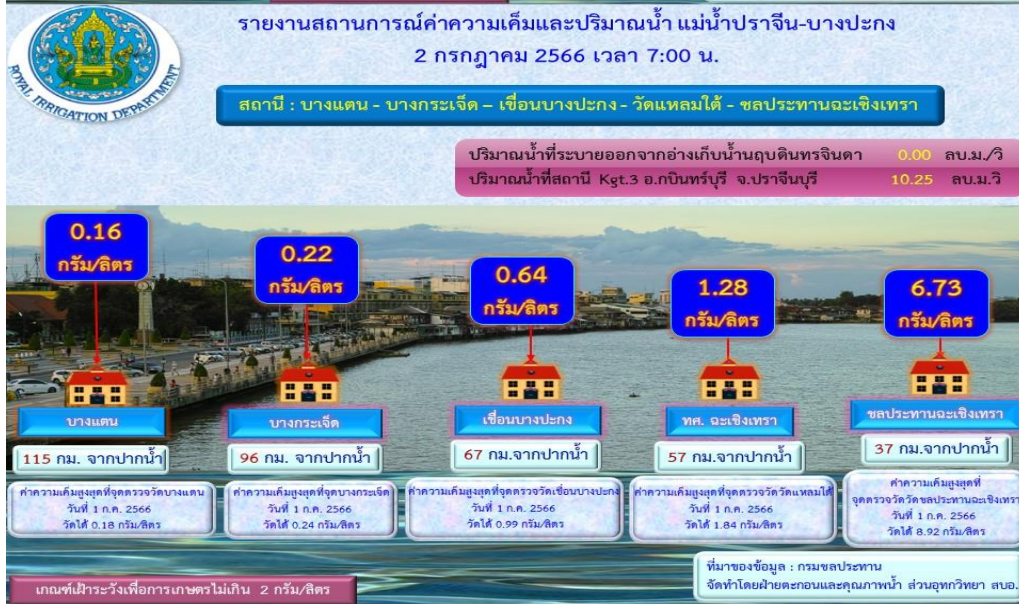 รายงานสถานการณ์ค่าความเค็มและปริมาณน้ำ แม่น้ำปราจีน-บางปะกง
2 กรกฎาคม 2566 เวลา 7:00 น.
ROYAL IRRIGATION DEPARTMENT
สถานี : บางแตน - บางกระเจ็ด – เขื่อนบางปะกง - วัดแหลมใต้ - ชลประทานฉะเชิงเทรา
ปริมาณน้ำที่ระบายออกจากอ่างเก็บน้ำนฤบดินทรจินดา 0.00 ลบ.ม./วิ
ปริมาณน้ำที่สถานี Kgt.3 อ.กบินทร์บุรี จ.ปราจีนบุรี 10.25 ลบ.ม.วิ
0.16
กรัม/ลิตร
0.22
กรัม/ลิตร
0.64
กรัม/ลิตร
1.28
กรัม/ลิตร
6.73
กรัม/ลิตร
บางแตน
บางกระเจ็ด
เขื่อนบางปะกง
ทศ. ฉะเชิงเทรา
ชลประทานฉะเชิงเทรา
115 กม. จากปากน้ำ
96 กม. จากปากน้ำ
67 กม.จากปากน้ำ
57 กม.จากปากน้ำ
37 กม.จากปากน้ำ
ค่าความเค็มสูงสุดที่จุดตรวจวัดบางแตน
วันที่ 1 ก.ค. 2566
วัดได้ 0.18 กรัม/ลิตร
ค่าความเค็มสูงสุดที่จุดบางกระเจ็ด
วันที่ 1 ก.ค. 2566
วัดได้ 0.24 กรัม/ลิตร
ค่าความเค็มสูงสุดที่จุดตรวจวัดเขื่อนบางปะกง
วันที่ 1 ก.ค. 2566
วัดได้ 0.99 กรัม/ลิตร
ค่าความเค็มสูงสุดที่จุดตรวจวัดวัดแหลมใต้
วันที่ 1 ก.ค. 2566
วัดได้ 1.84 กรัม/ลิตร
ค่าความเค็มสูงสุดที่
จุดตรวจวัดวัดชลประทานฉะเชิงเทรา
วันที่ 1 ก.ค. 2566
วัดได้ 8.92 กรัม/ลิตร
เกณฑ์เฝ้าระวังเพื่อการเกษตรไม่เกิน 2 กรัม/ลิตร
ที่มาของข้อมูล : กรมชลประทาน
จัดทำโดยฝ่ายตะกอนและคุณภาพน้ำ ส่วนอุทกวิทยา สบอ.